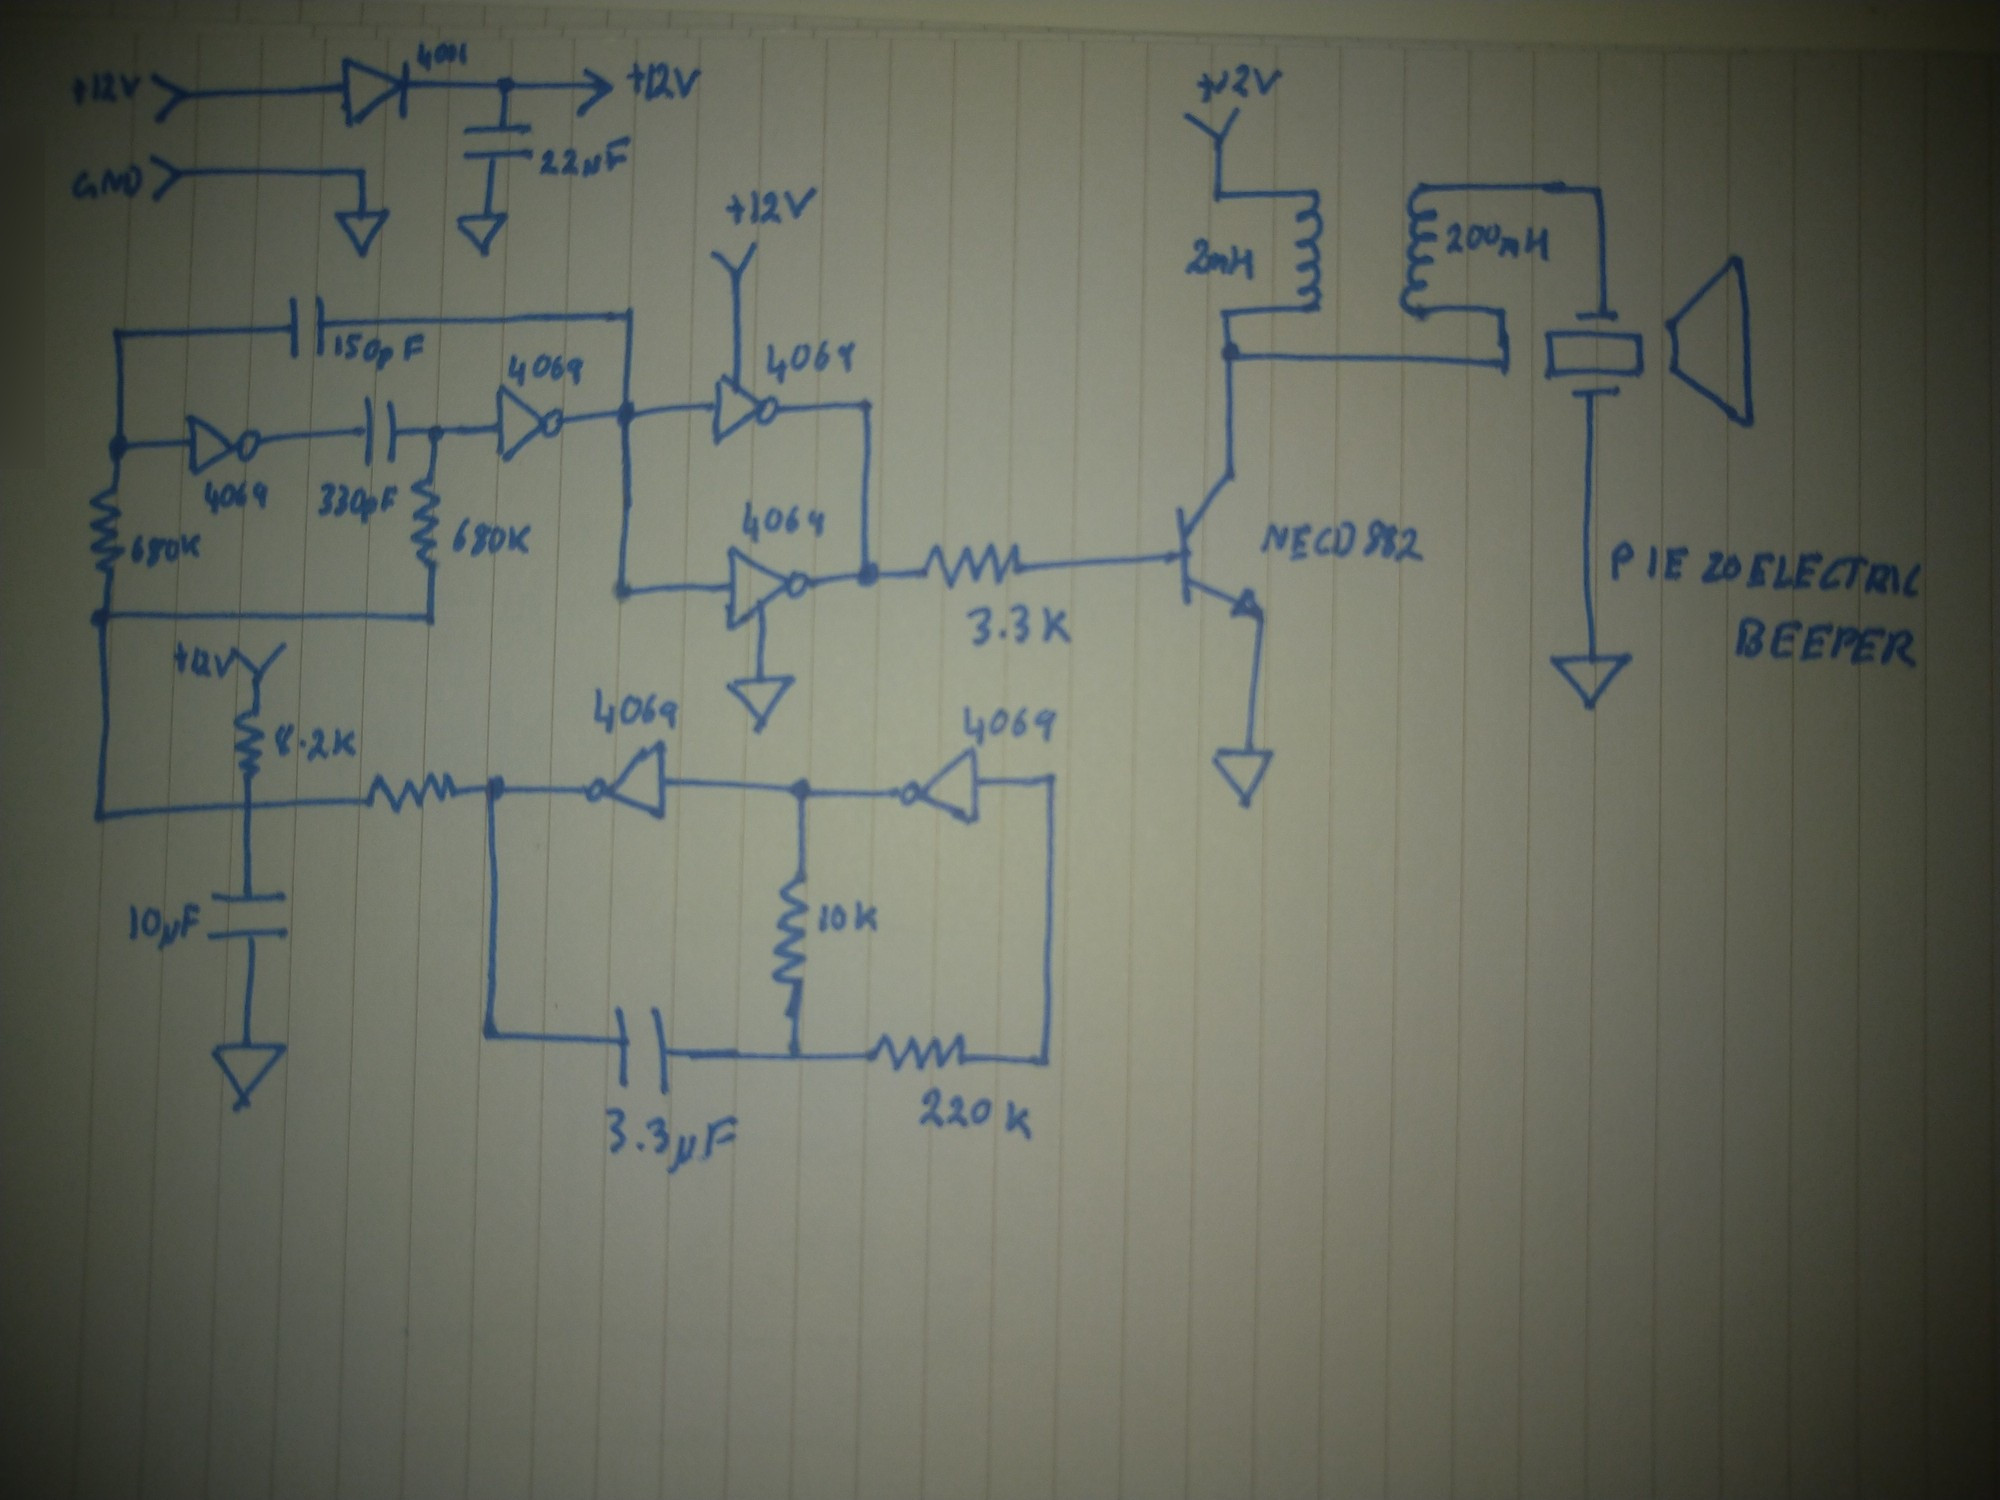 +12V
4001
+12V
GND
22µF
+12V
+12V
2mH
200mH
150pF
4069
4069
4069
330pF
680K
680K
4069
NECD882
3.3K
PIEZOELECTRIC
BEEPER
+12V
8.2K
4069
4069
10µF
10K
3.3µF
220K